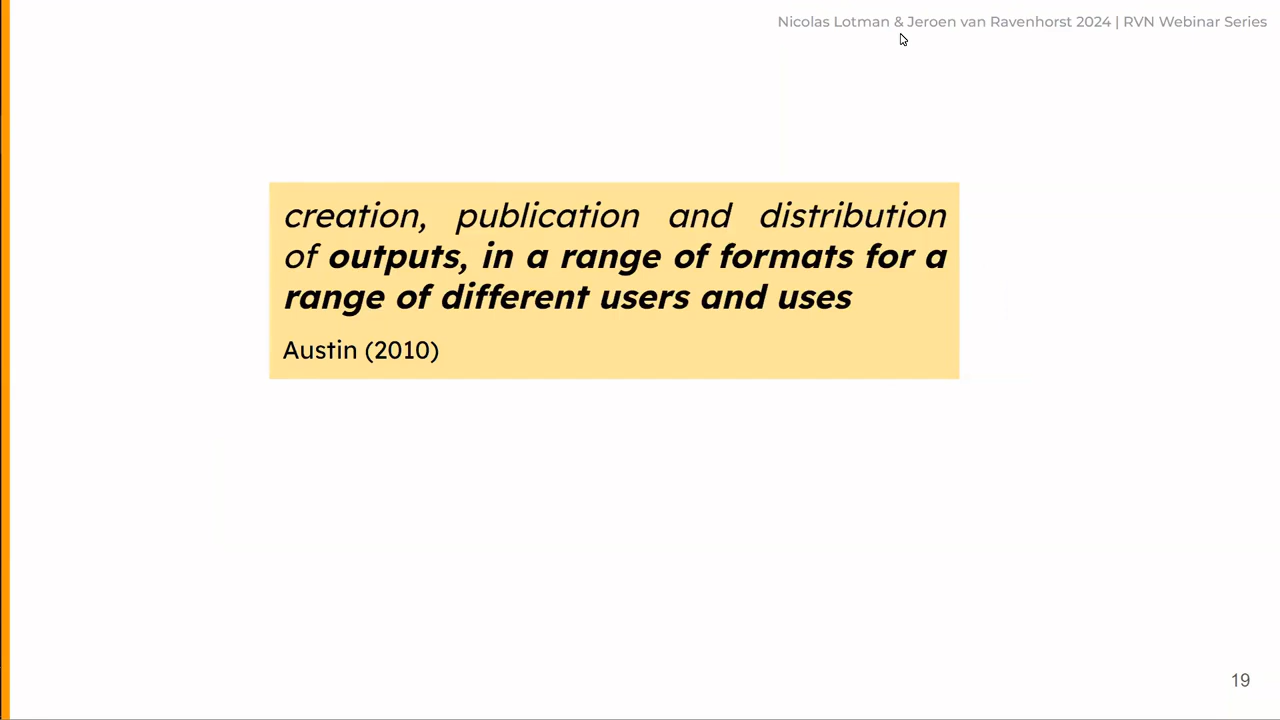 Nicolas Lotman & Jeroen van Ravenhorst 2024 | RVN Webinar Series
creation, publication and distribution
of outputs, in a range of formats for a
range of different users and uses
Austin (2010)
19